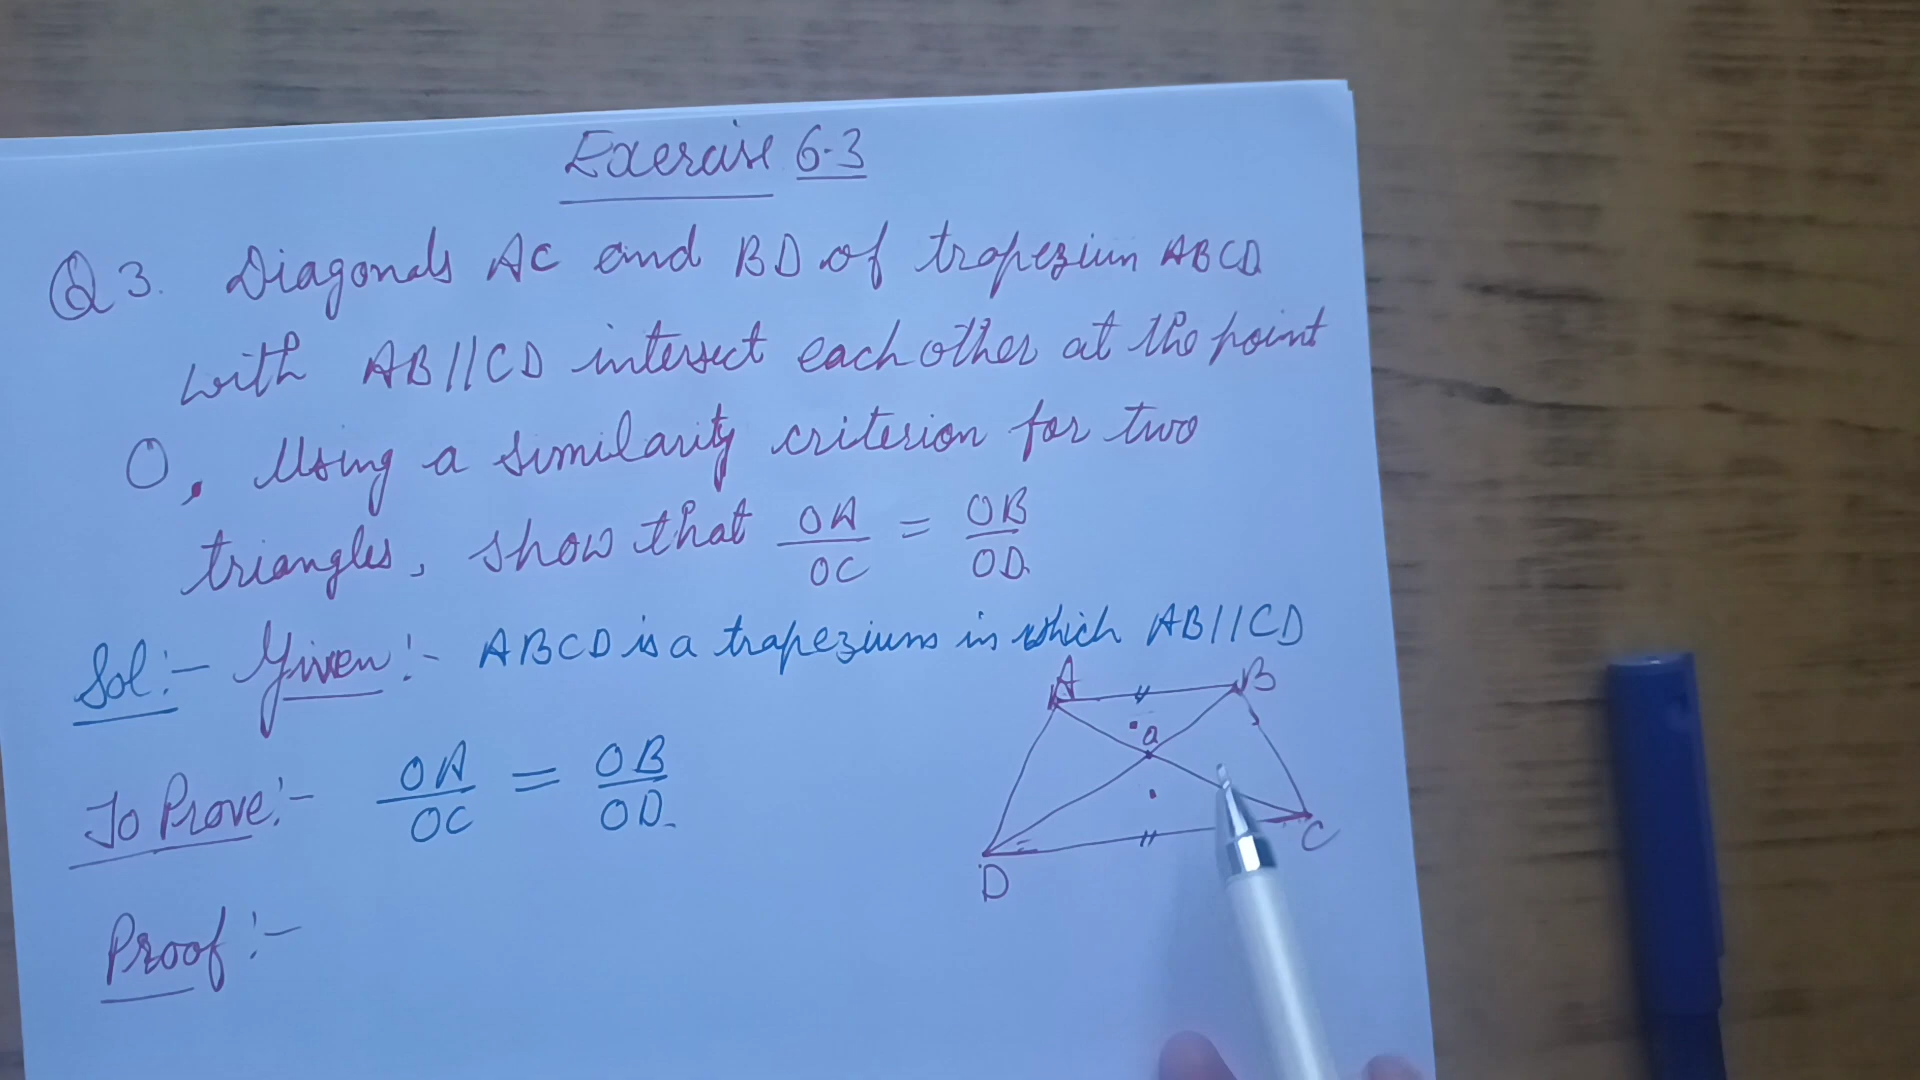 Exercise 6.3
Q3. Diagonals AC and BD of trapezium ABCD
with AB//CD intersect each other at the point
O, Using a similarity criterion for two
triangles, show that OA/OC = OB/OD.
Sol:- Given:- ABCD is a trapezium in which AB//CD
A B
a
To Prove:- OA/OC = OB/OD.
C
D
Proof:-